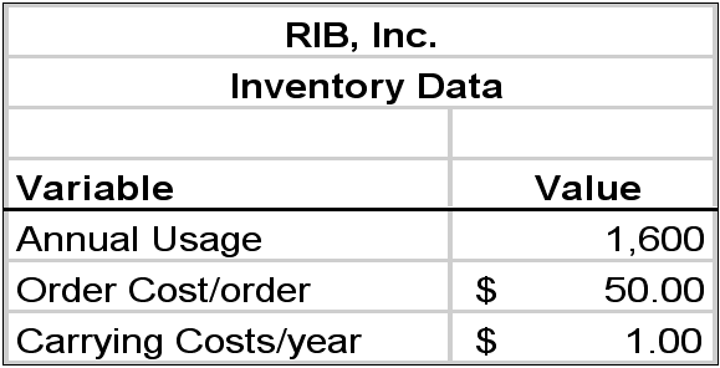 RIB, Inc.
Inventory Data
Variable Value
Annual Usage 1,600
Order Cost/order $ 50.00
Carrying Costs/year $ 1.00